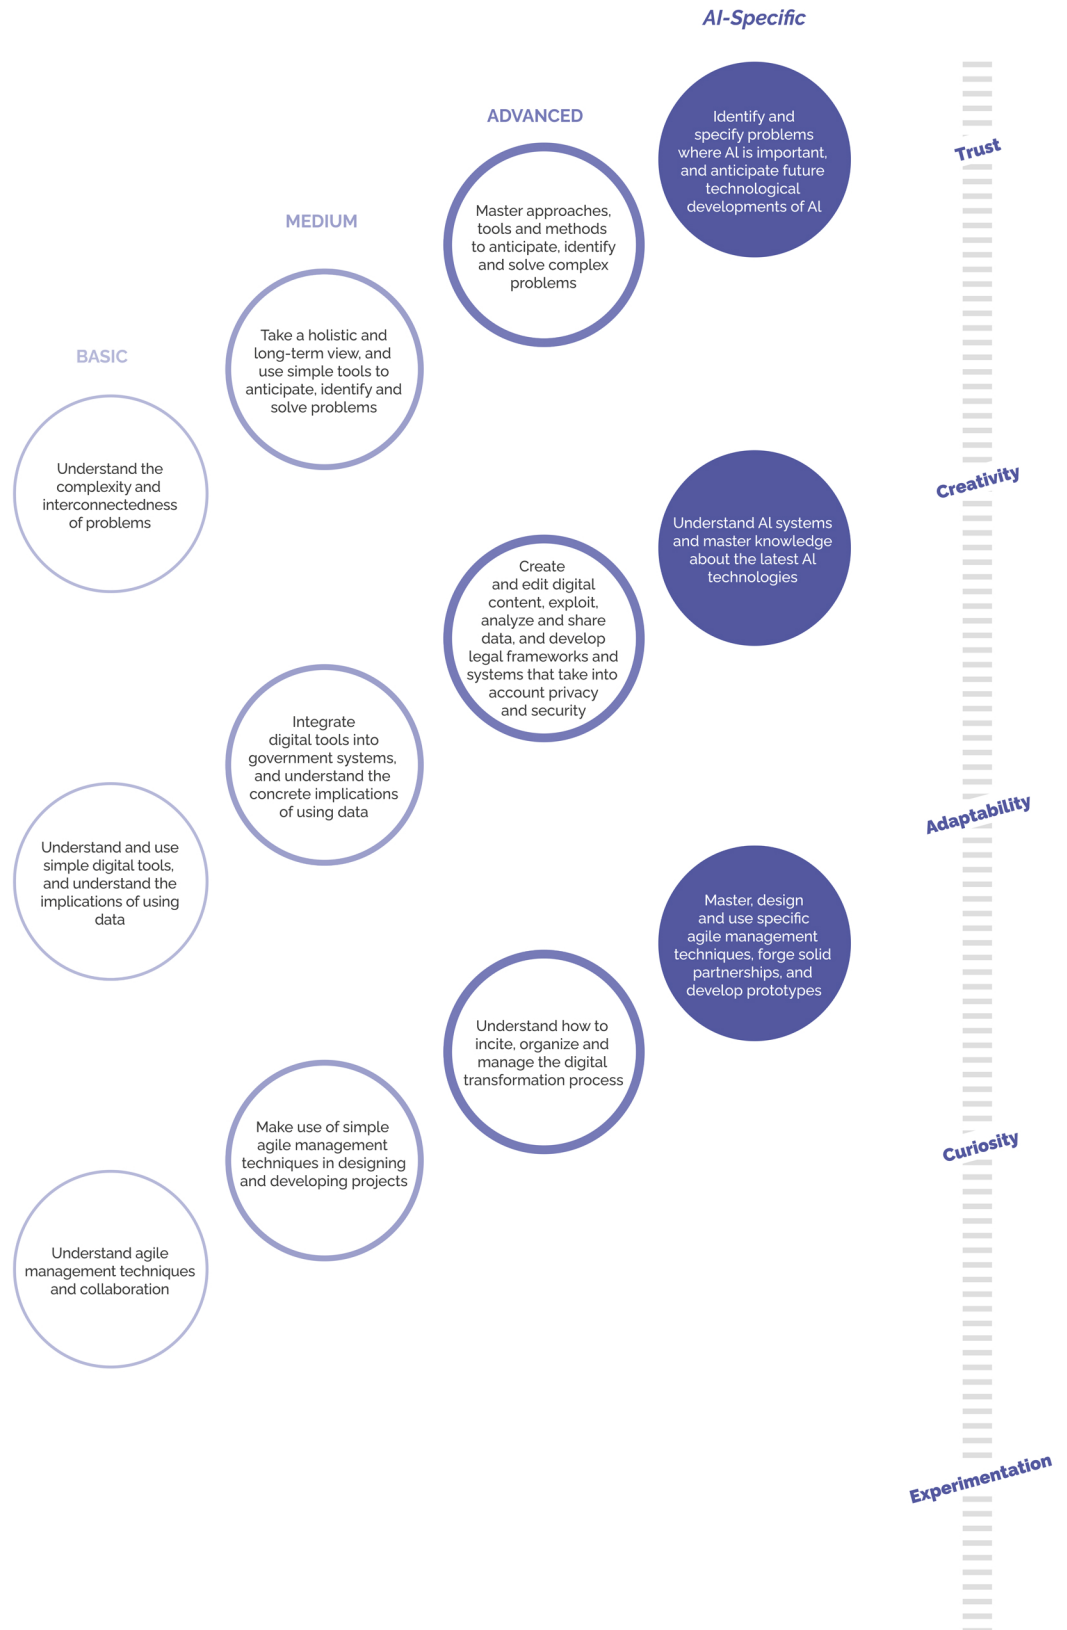 AI-Specific
Identify and
specify problems
where AI is important,
and anticipate future
technological
developments of AI
ADVANCED
Master approaches,
tools and methods
to anticipate, identify
and solve complex
problems
MEDIUM
Take a holistic and
long-term view, and
use simple tools to
anticipate, identify and
solve problems
BASIC
Understand the
complexity and
interconnectedness
of problems
Understand AI systems
and master knowledge
about the latest AI
technologies
Create
and edit digital
content, exploit,
analyze and share
data, and develop
legal frameworks and
systems that take into
account privacy
and security
Integrate
digital tools into
government systems,
and understand the
concrete implications
of using data
Understand and use
simple digital tools,
and understand the
implications of using
data
Master, design
and use specific
agile management
techniques, forge solid
partnerships, and
develop prototypes
Understand how to
incite, organize and
manage the digital
transformation process
Make use of simple
agile management
techniques in designing
and developing projects
Understand agile
management techniques
and collaboration
Trust
Creativity
Adaptability
Curiosity
Experimentation